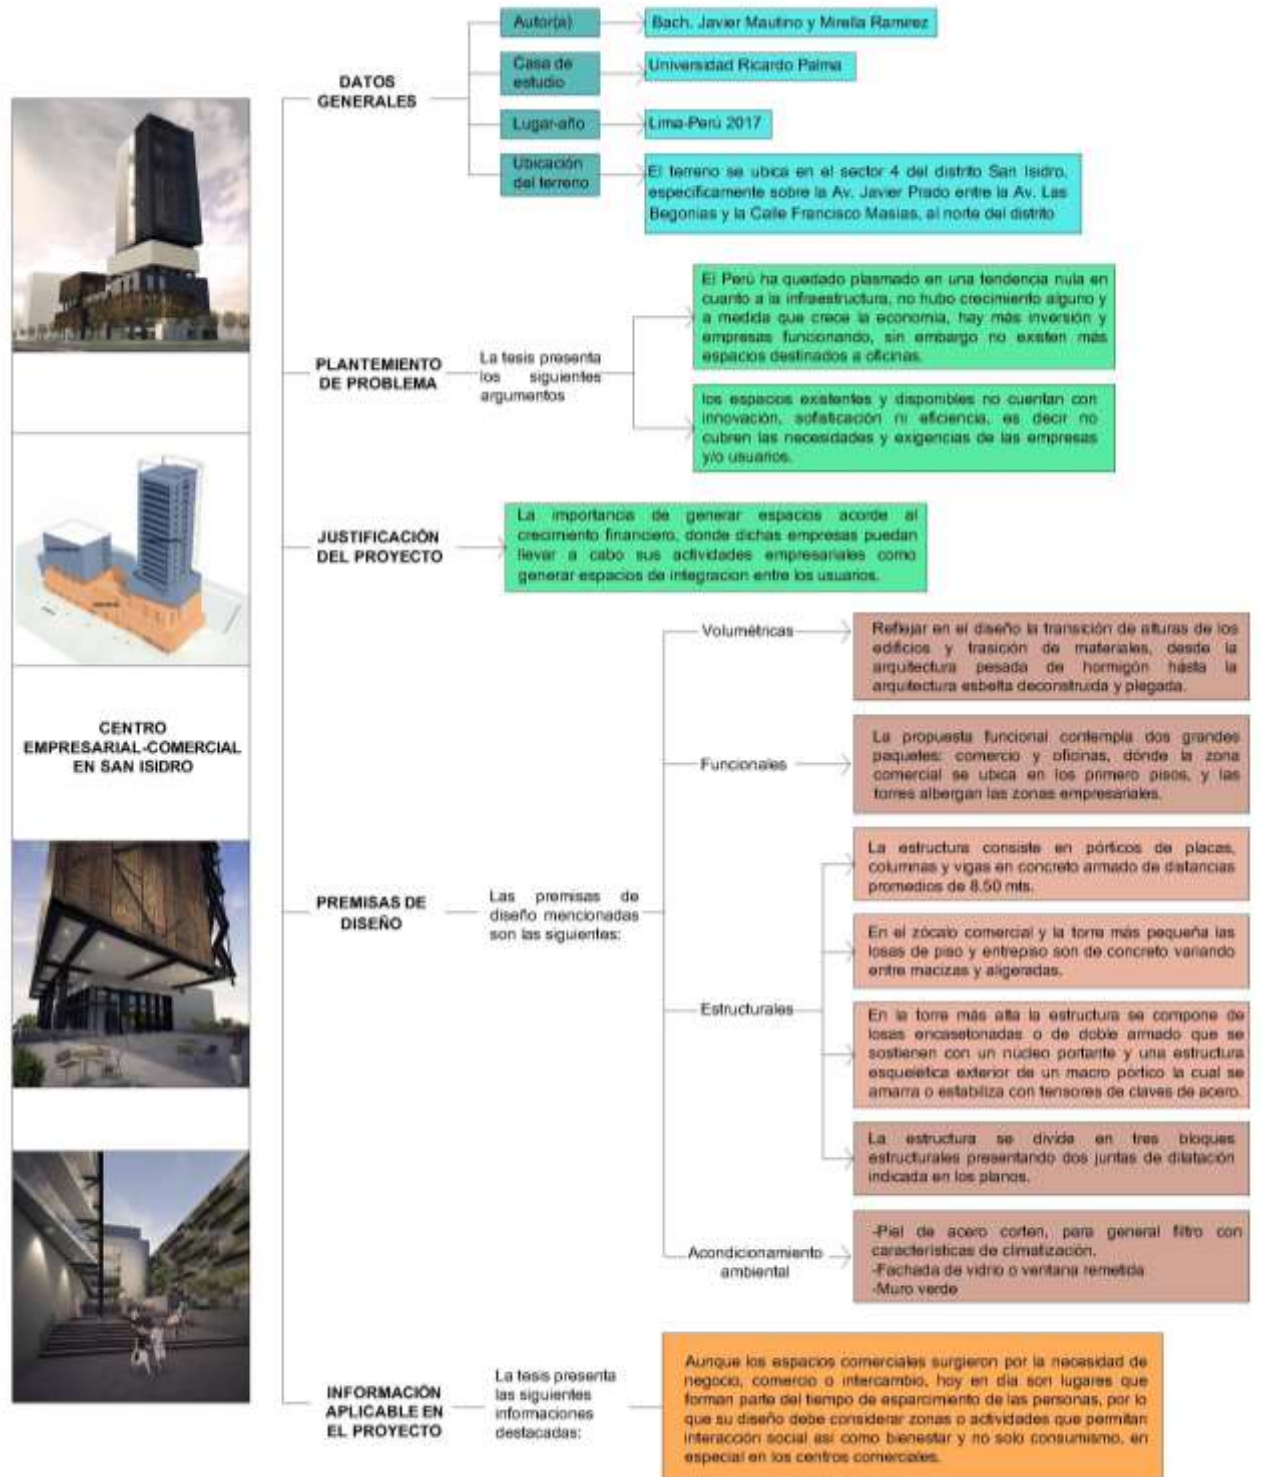 CENTRO
EMPRESARIAL-COMERCIAL
EN SAN ISIDRO
DATOS
GENERALES
Autor(a)
Bach. Javier Mautino y Mirella Ramirez
Casa de
estudio
Universidad Ricardo Palma
Lugar-año
Lima-Perú 2017
Ubicación
del terreno
El terreno se ubica en el sector 4 del distrito San Isidro,
específicamente sobre la Av. Javier Prado entre la Av. Las
Begonias y la Calle Francisco Masias, al norte del distrito
PLANTEMIENTO
DE PROBLEMA
La tesis presenta
los siguientes
argumentos
El Perú ha quedado plasmado en una tendencia nula en
cuanto a la infraestructura, no hubo crecimiento alguno y
a medida que crece la economía, hay más inversión y
empresas funcionando, sin embargo no existen más
espacios destinados a oficinas.
los espacios existentes y disponibles no cuentan con
innovación, sofisticación ni eficiencia, es decir no
cubren las necesidades y exigencias de las empresas
y/o usuarios.
JUSTIFICACIÓN
DEL PROYECTO
La importancia de generar espacios acorde al
crecimiento financiero, donde dichas empresas puedan
llevar a cabo sus actividades empresariales como
generar espacios de integracion entre los usuarios.
PREMISAS DE
DISEÑO
Las premisas de
diseño mencionadas
son las siguientes:
Volumétricas
Reflejar en el diseño la transición de alturas de los
edificios y trasición de materiales, desde la
arquitectura pesada de hormigón hásta la
arquitectura esbelta deconstruida y plegada.
Funcionales
La propuesta funcional contempla dos grandes
paquetes: comercio y oficinas, dónde la zona
comercial se ubica en los primero pisos, y las
torres albergan las zonas empresariales.
Estructurales
La estructura consiste en pórticos de placas,
columnas y vigas en concreto armado de distancias
promedios de 8.50 mts.
En el zócalo comercial y la torre más pequeña las
losas de piso y entrepiso son de concreto variando
entre macizas y aligeradas.
En la torre más alta la estructura se compone de
losas encasetonadas o de doble armado que se
sostienen con un núcleo portante y una estructura
esquelética exterior de un macro pórtico la cual se
amarra o estabiliza con tensores de claves de acero.
La estructura se divide en tres bloques
estructurales presentando dos juntas de dilatación
indicada en los planos.
Acondicionamiento
ambiental
-Piel de acero corten, para general filtro con
características de climatización.
-Fachada de vidrio o ventana remetida
-Muro verde
INFORMACIÓN
APLICABLE EN
EL PROYECTO
La tesis presenta
las siguientes
informaciones
destacadas:
Aunque los espacios comerciales surgieron por la necesidad de
negocio, comercio o intercambio, hoy en día son lugares que
forman parte del tiempo de esparcimiento de las personas, por lo
que su diseño debe considerar zonas o actividades que permitan
interacción social así como bienestar y no solo consumismo, en
especial en los centros comerciales.